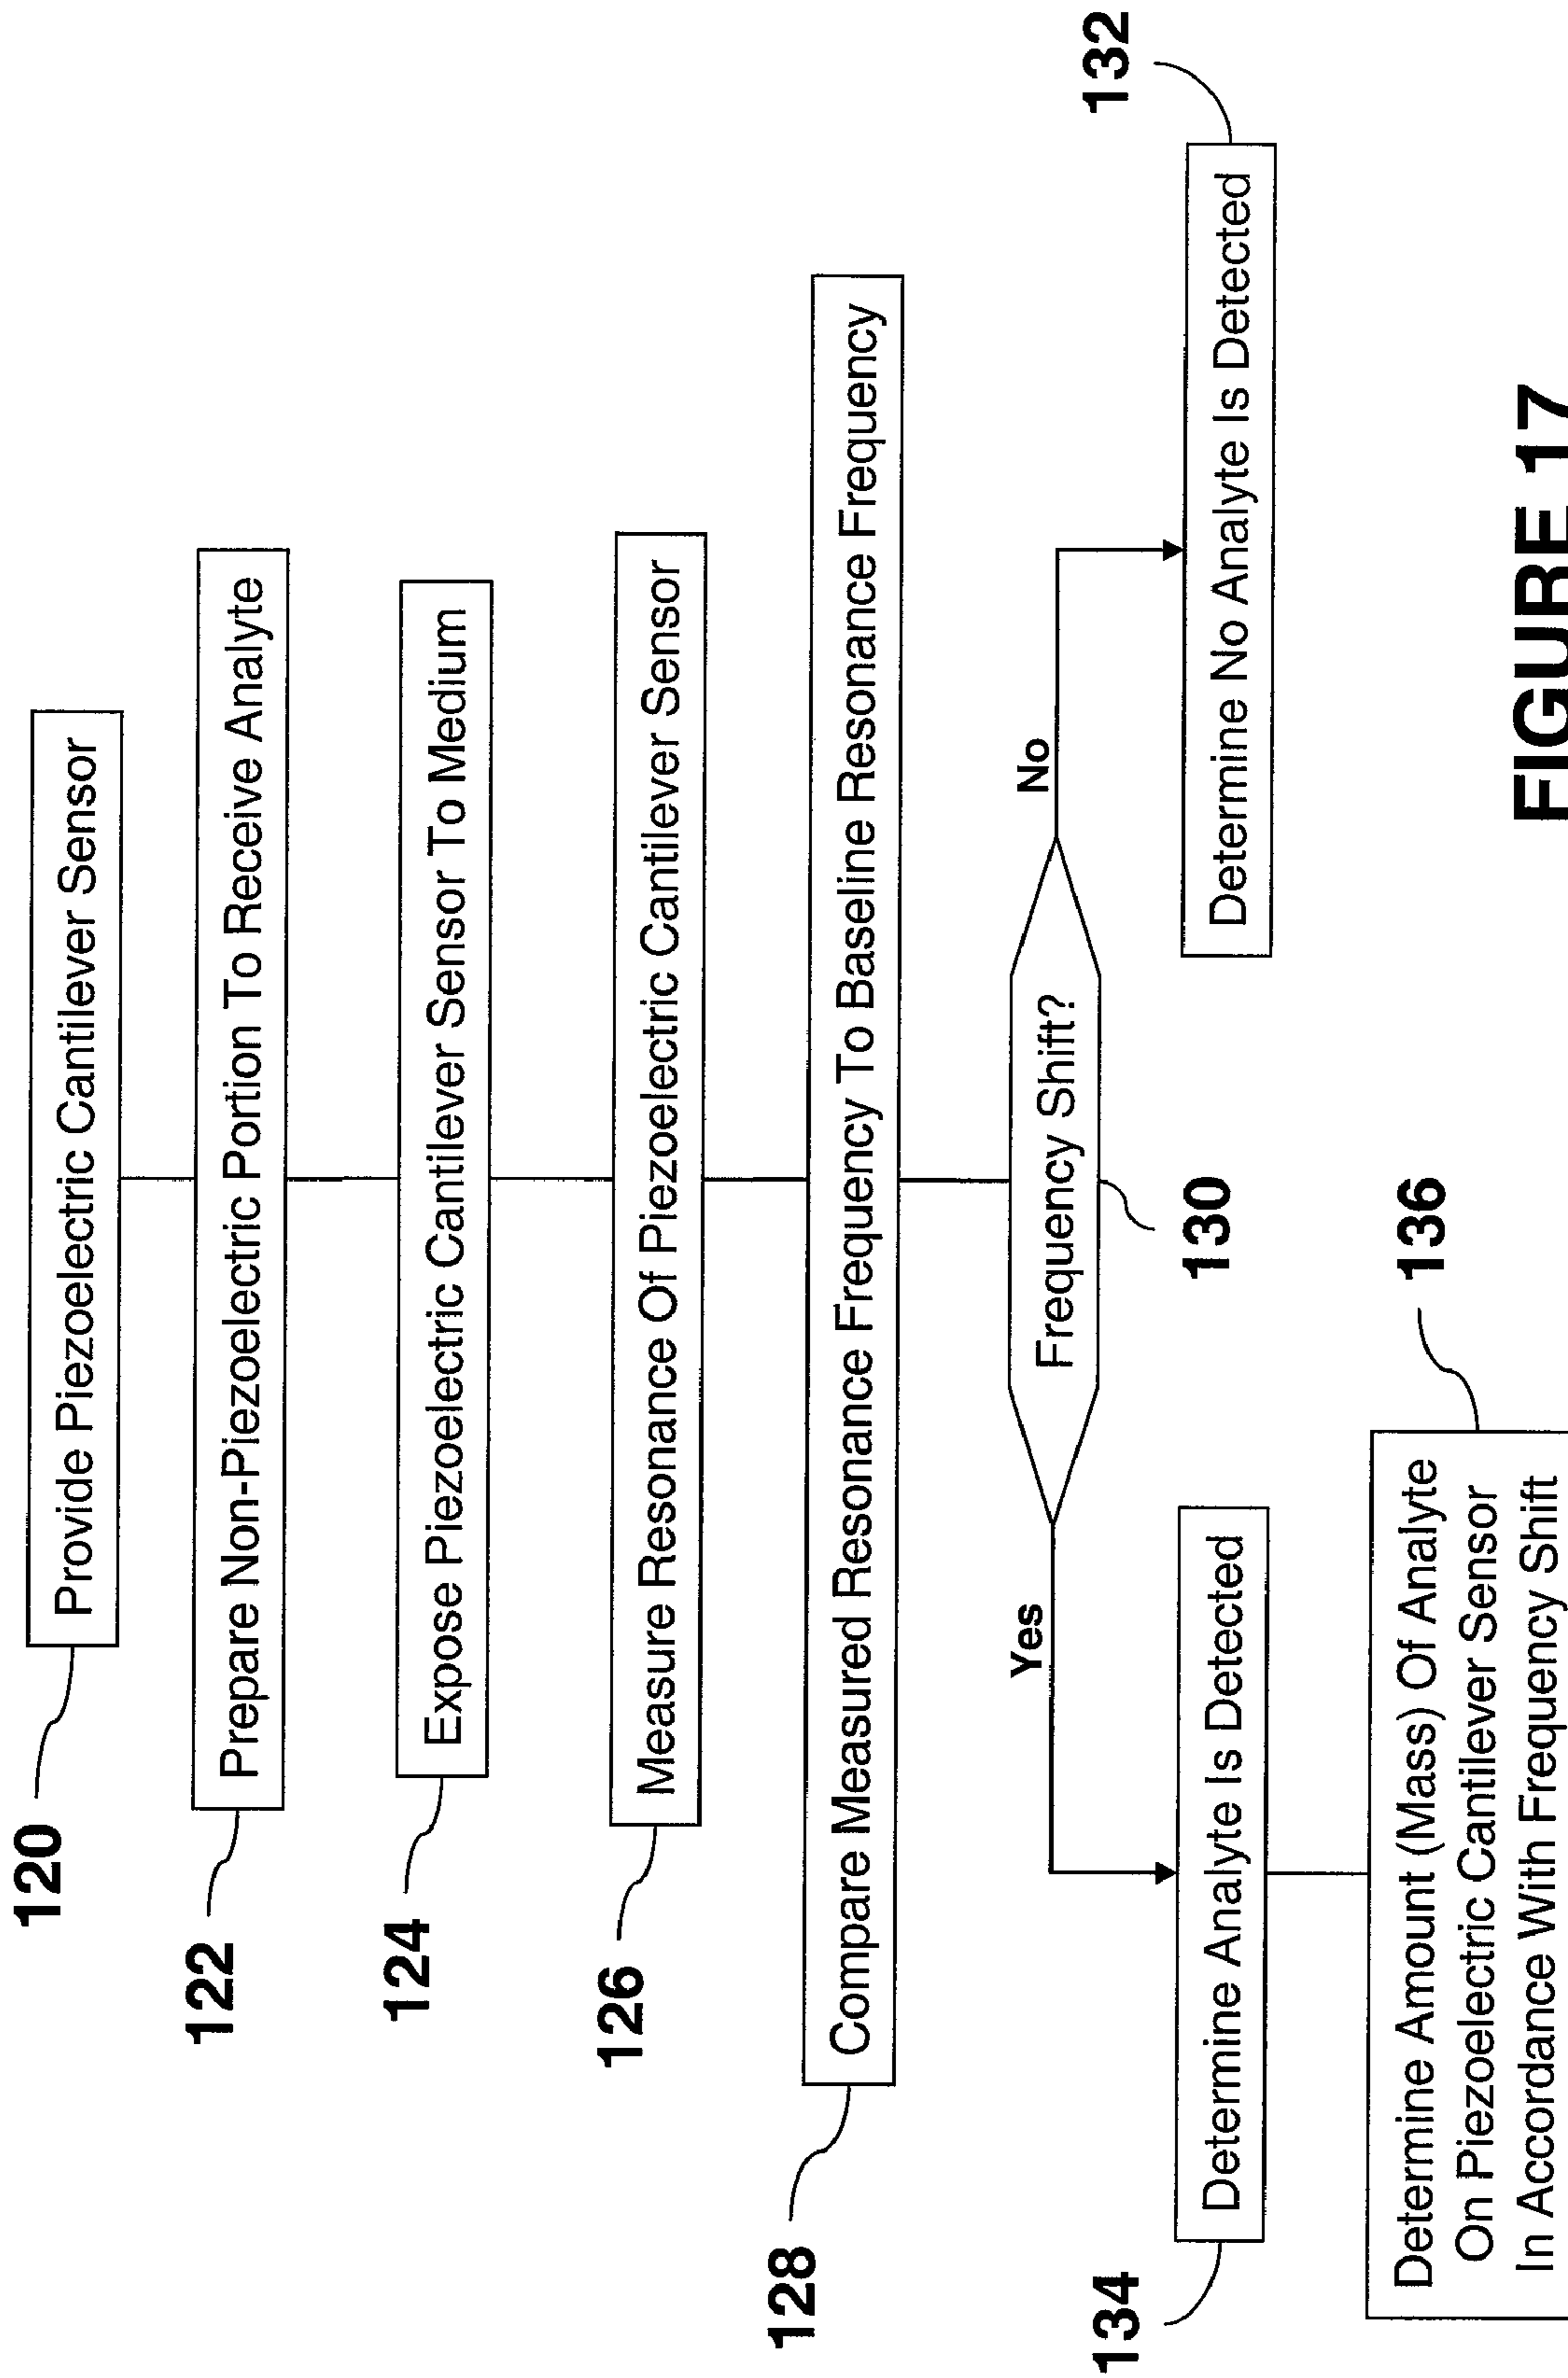 120
Provide Piezoelectric Cantilever Sensor
122
Prepare Non-Piezoelectric Portion To Receive Analyte
124
Expose Piezoelectric Cantilever Sensor To Medium
126
Measure Resonance Of Piezoelectric Cantilever Sensor
128
Compare Measured Resonance Frequency To Baseline Resonance Frequency
Yes
Frequency Shift?
No
130
134
Determine Analyte Is Detected
Determine No Analyte Is Detected
132
136
Determine Amount (Mass) Of Analyte
On Piezoelectric Cantilever Sensor
In Accordance With Frequency Shift
FIGURE 17